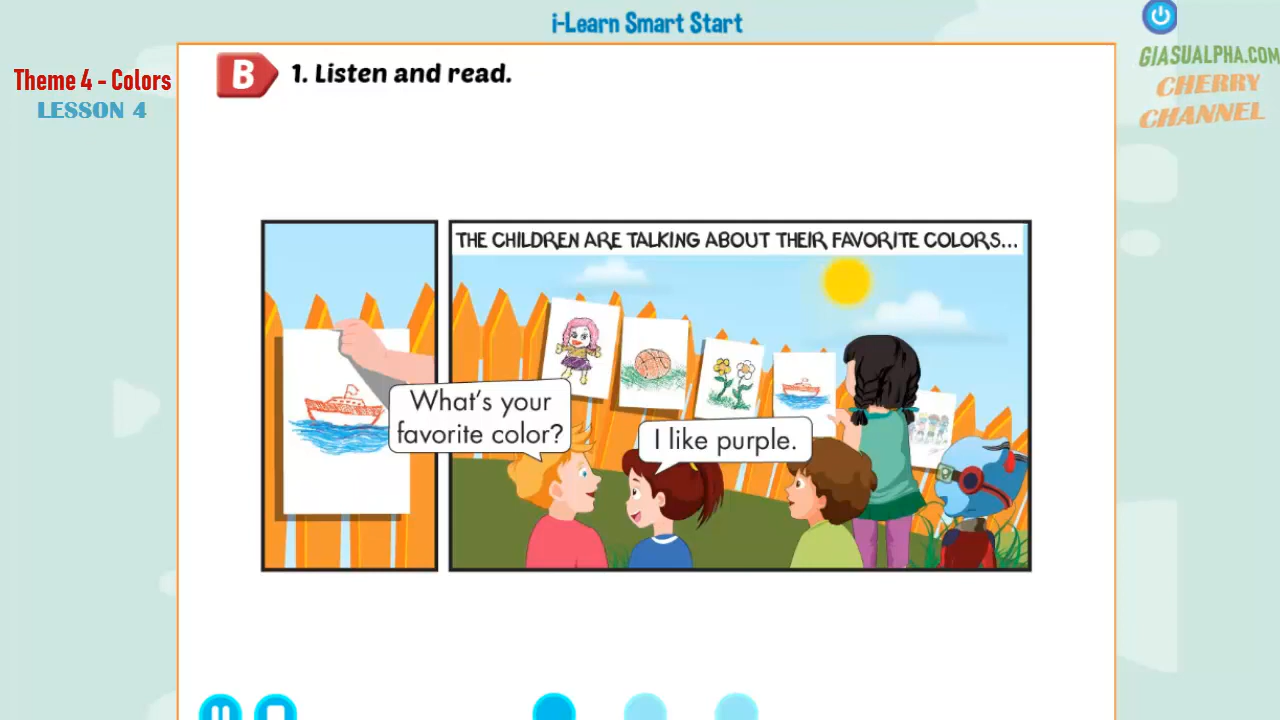 i-Learn Smart Start
GIASUALPHA.COM
CHERRY
CHANNEL
Theme 4 - Colors
LESSON 4
B 1. Listen and read.
THE CHILDREN ARE TALKING ABOUT THEIR FAVORITE COLORS...
What's your
favorite color?
I like purple.